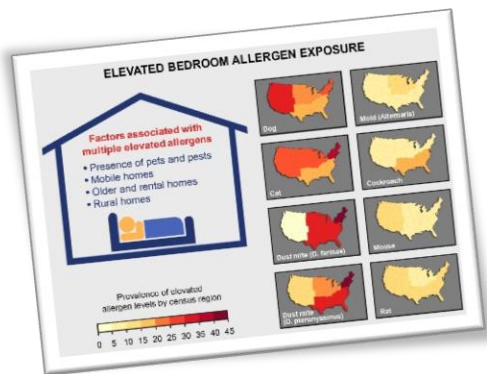 ELEVATED BEDROOM ALLERGEN EXPOSURE
Factors associated with
multiple elevated allergens
• Presence of pets and pests
• Mobile homes
• Older and rental homes
• Rural homes
Prevalence of elevated
allergen levels by census region
0 5 10 15 20 25 30 35 40 45
Dog
Mold (Alternaria)
Cat
Cockroach
Dust mite (D. farinae)
Mouse
Dust mite
(D. pteronyssinus)
Rat